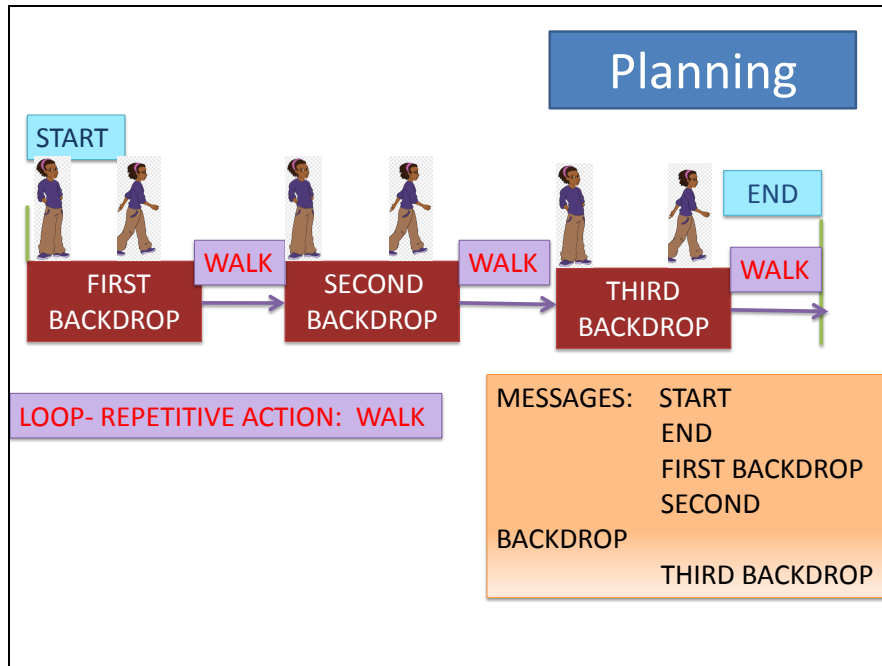 Planning
START
END
WALK
WALK
WALK
FIRST
BACKDROP
SECOND
BACKDROP
THIRD
BACKDROP
LOOP- REPETITIVE ACTION: WALK
MESSAGES: START
END
FIRST BACKDROP
SECOND
BACKDROP
THIRD BACKDROP